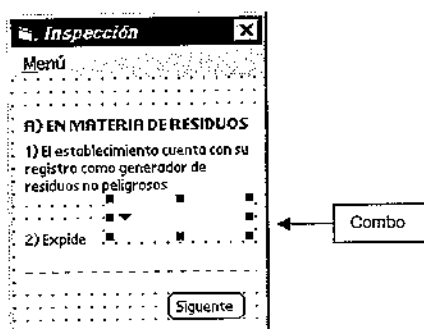 Inspección
Menú
A) EN MATERIA DE RESIDUOS
1) El establecimiento cuenta con su
registro como generador de
residuos no peligrosos
2) Expide
Siguente
Combo